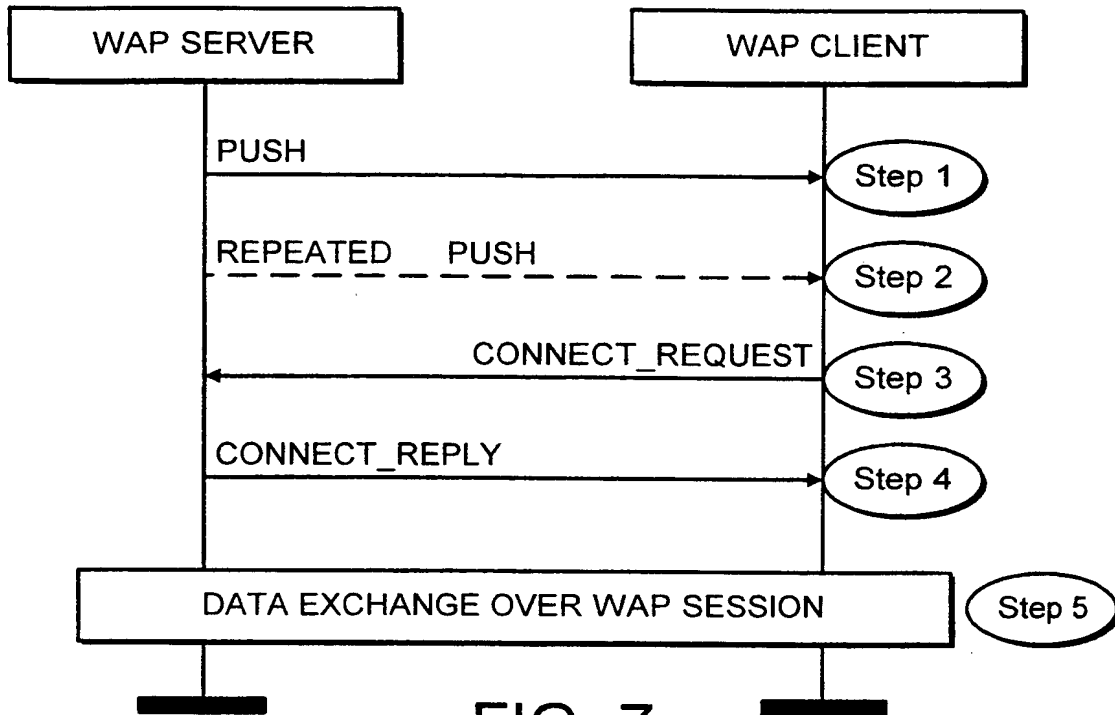 WAP SERVER
WAP CLIENT
PUSH
Step 1
REPEATED PUSH
Step 2
CONNECT_REQUEST
Step 3
CONNECT_REPLY
Step 4
DATA EXCHANGE OVER WAP SESSION
Step 5